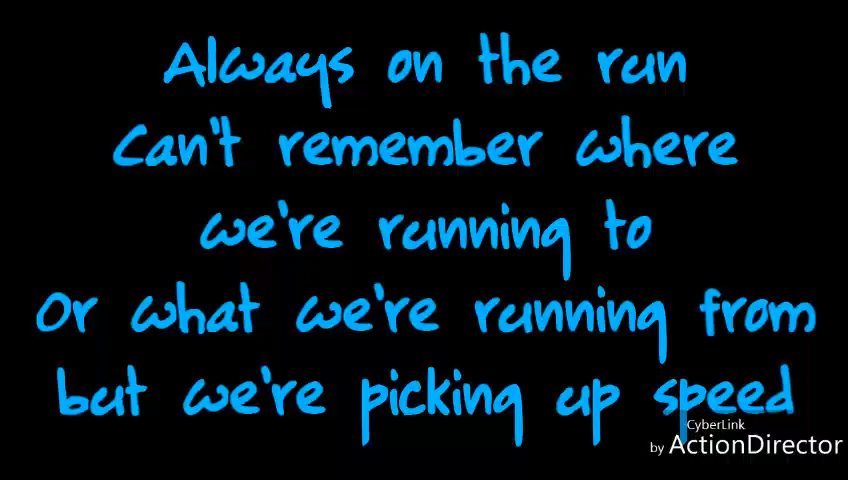 Always on the run
Can't remember where
we're running to
Or what we're running from
but we're picking up speed
CyberLink
by ActionDirector